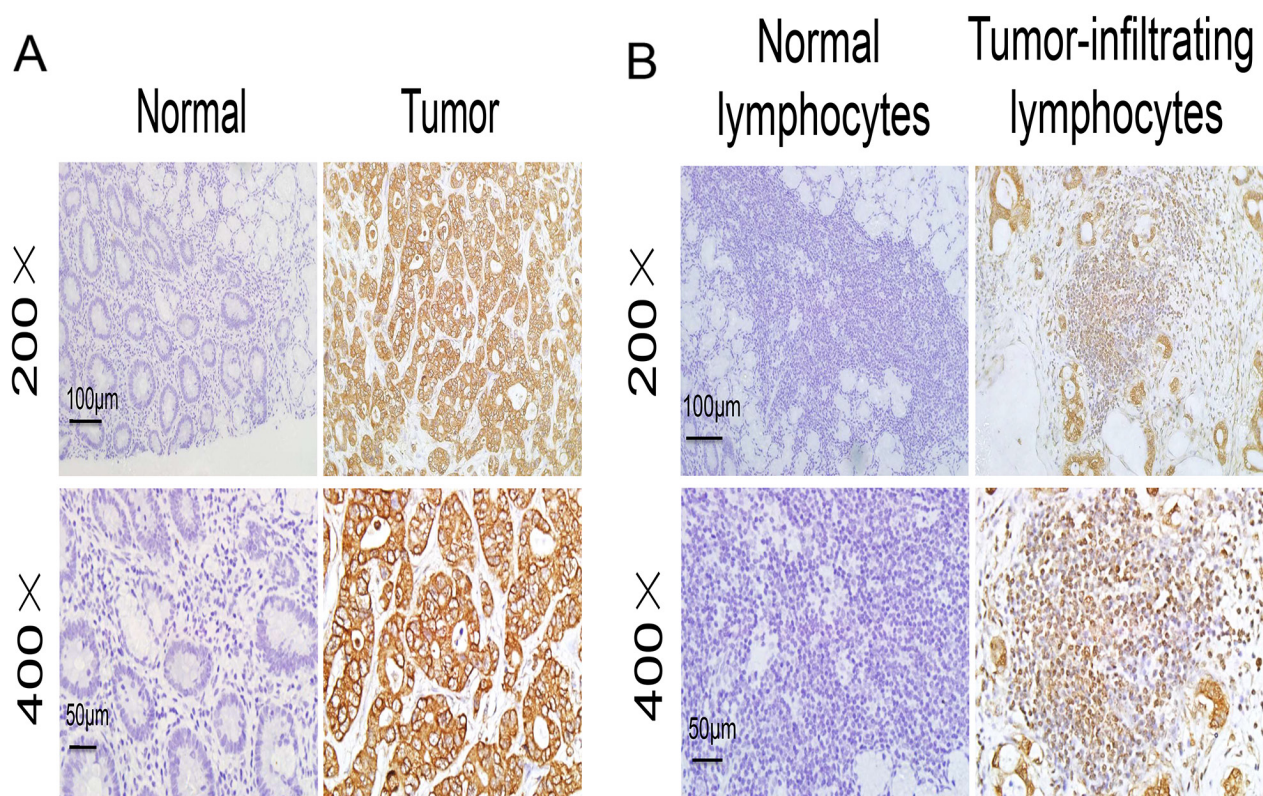 A
Normal
Tumor
B
Normal
lymphocytes
Tumor-infiltrating
lymphocytes
200×
100μm
100μm
200×
400×
50μm
50μm
400×